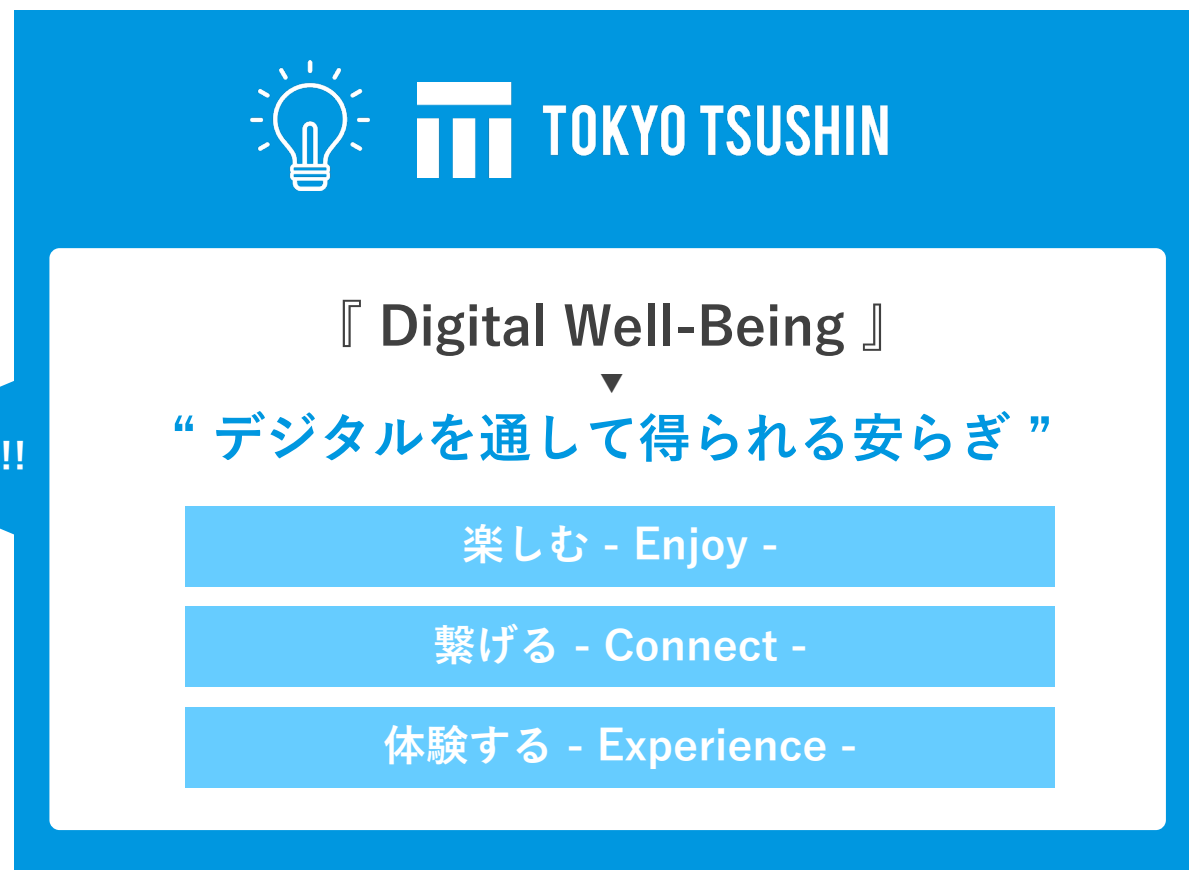 TOKYO TSUSHIN
『 Digital Well-Being 』
▼
“ デジタルを通して得られる安らぎ ”
!!
楽しむ - Enjoy -
繋げる - Connect -
体験する - Experience -